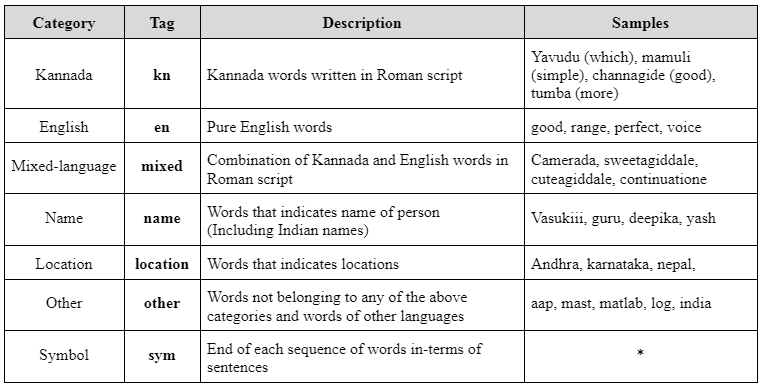 Category Tag Description Samples
Kannada kn Kannada words written in Roman script Yavudu (which), mamuli
(simple), channagide (good),
tumba (more)
English en Pure English words good, range, perfect, voice
Mixed-language mixed Combination of Kannada and English words in Camerada, sweetagiddale,
Roman script cuteagiddale, continuatione
Name name Words that indicates name of person Vasukiii, guru, deepika, yash
(Including Indian names)
Location location Words that indicates locations Andhra, karnataka, nepal,
Other other Words not belonging to any of the above aap, mast, matlab, log, india
categories and words of other languages
Symbol sym End of each sequence of words in-terms of *
sentences